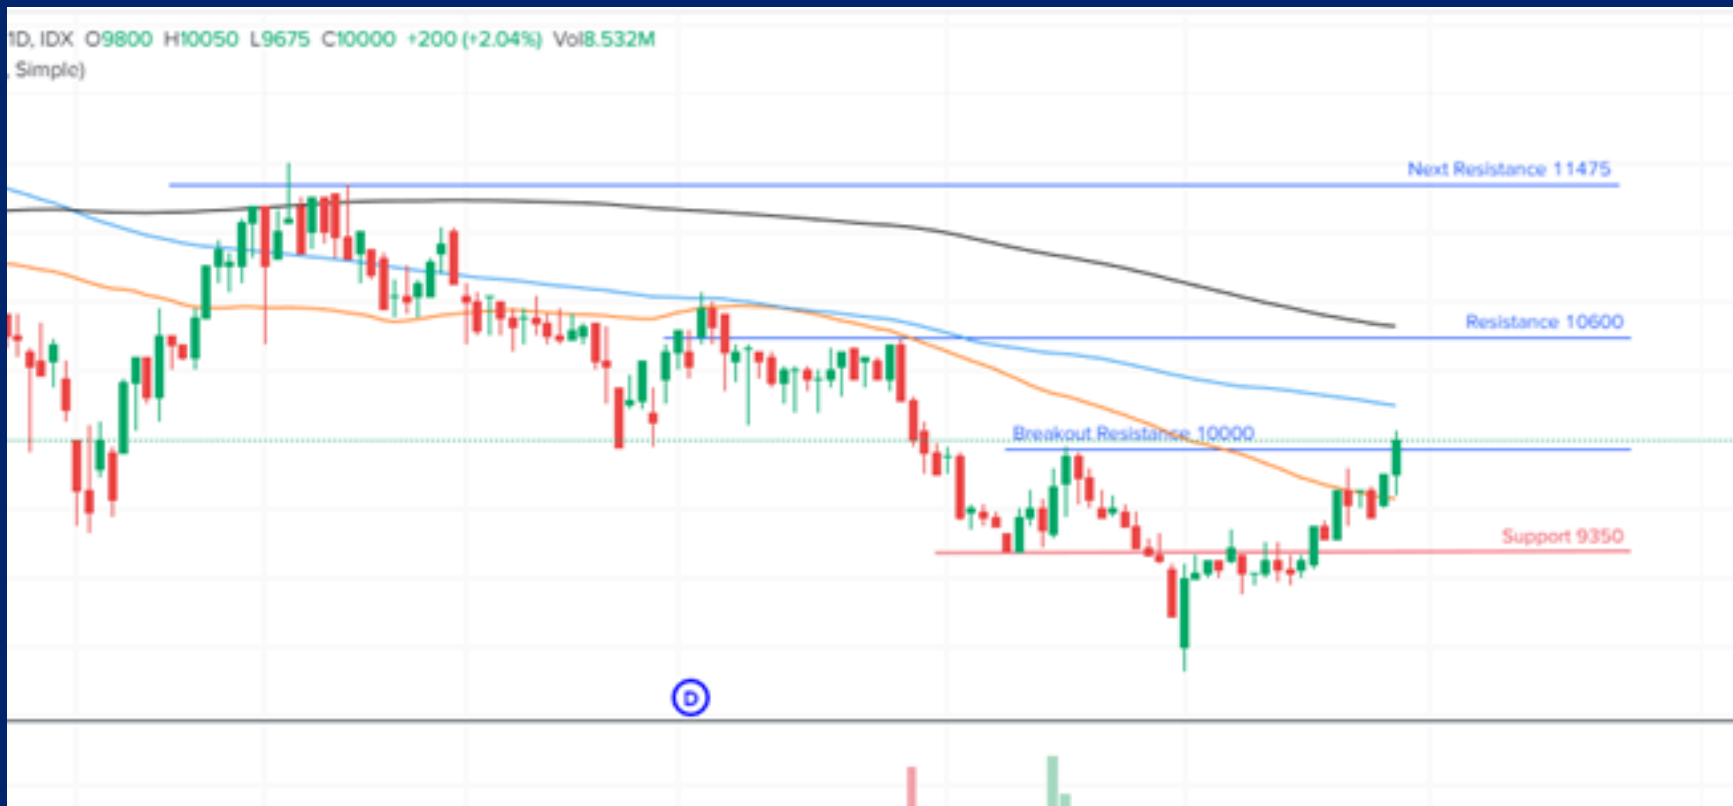 1D, IDX O9800 H10050 L9675 C10000 +200 (+2.04%) Vol8.532M
, Simple)
Next Resistance 11475
Resistance 10600
Breakout Resistance 10000
Support 9350
D